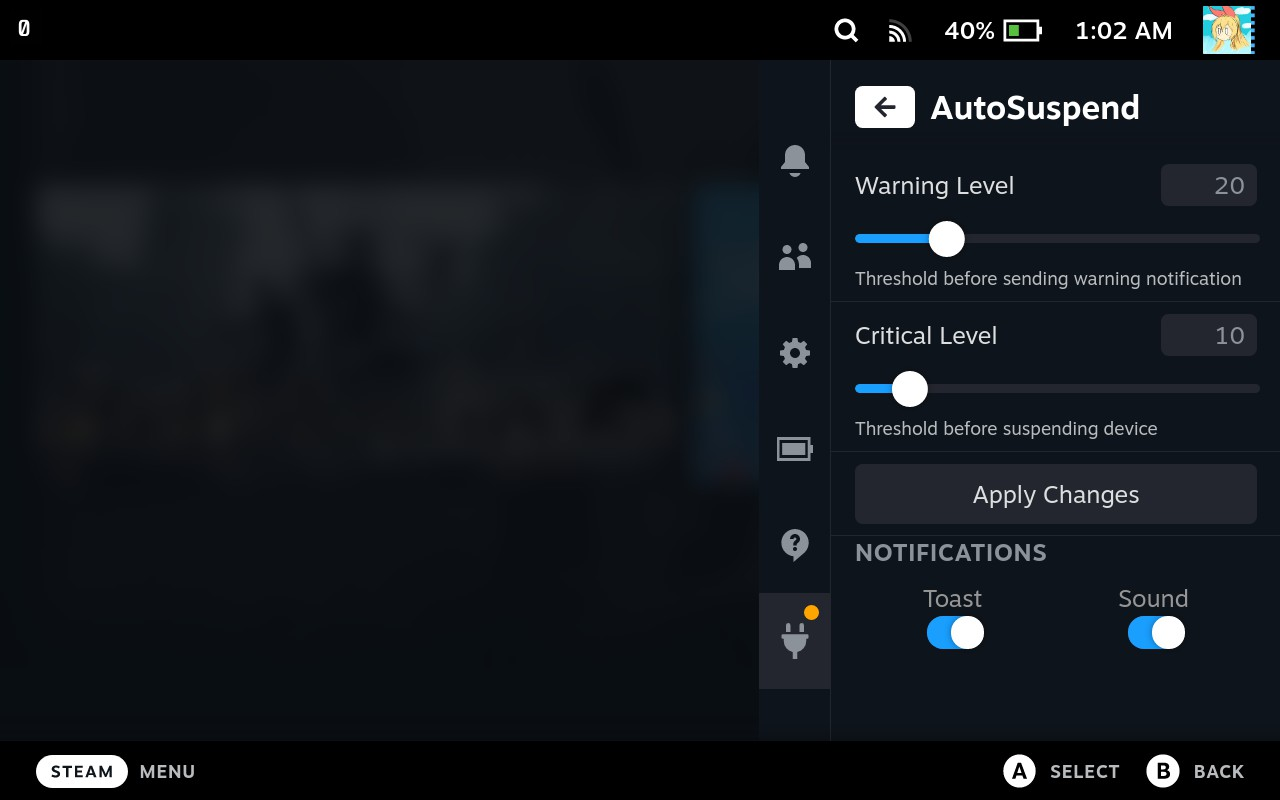 0
40%
1:02 AM
AutoSuspend
Warning Level
20
Threshold before sending warning notification
Critical Level
10
Threshold before suspending device
Apply Changes
NOTIFICATIONS
Toast
Sound
STEAM MENU
A SELECT
B BACK